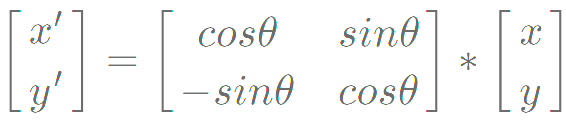 x′ cosθ sinθ x
= *
y′ −sinθ cosθ y